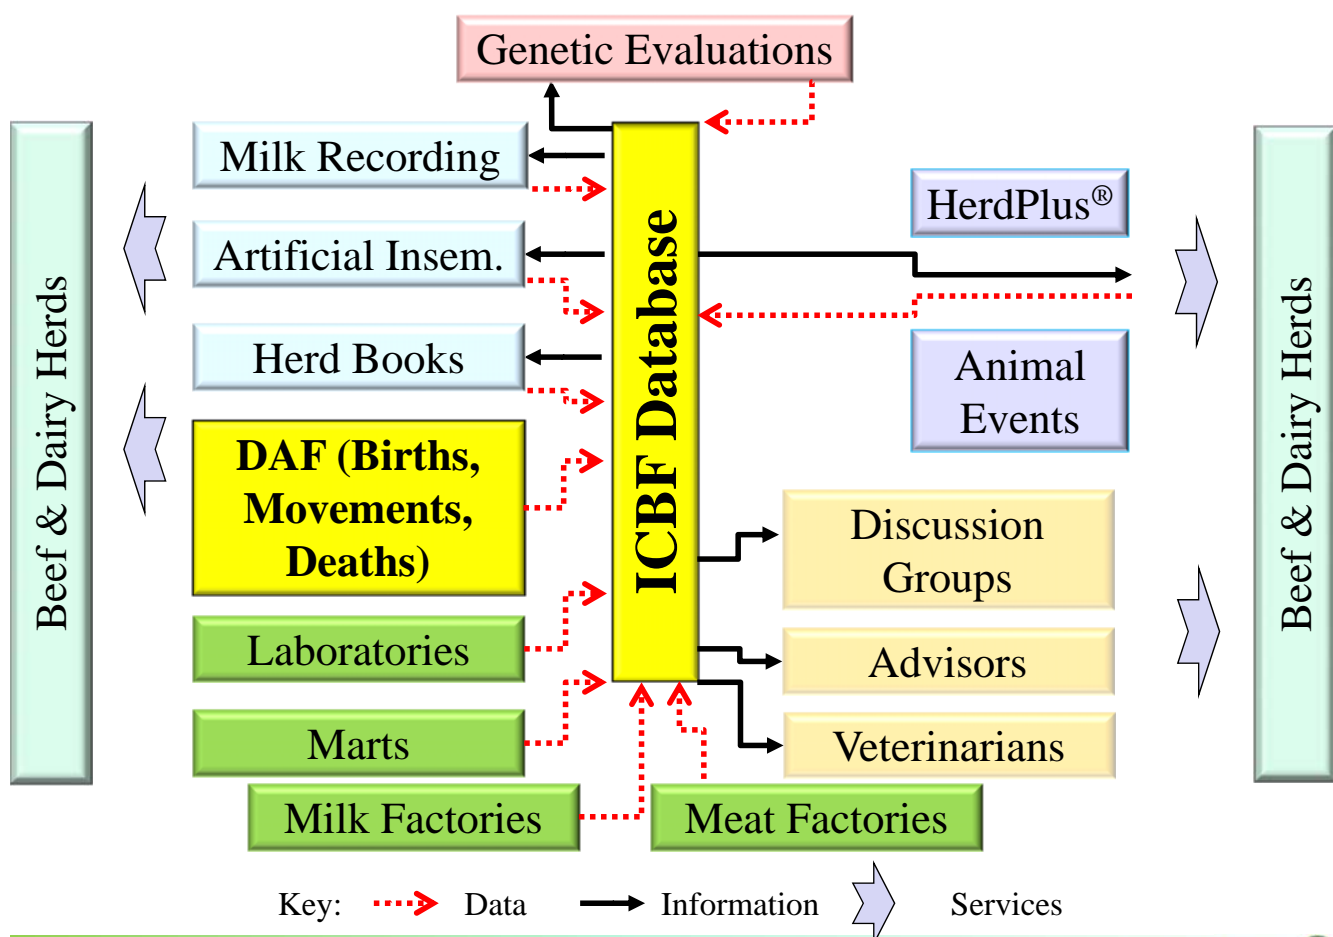 Genetic Evaluations
Beef & Dairy Herds
Milk Recording
Artificial Insem.
Herd Books
DAF (Births,
Movements,
Deaths)
Laboratories
Marts
Milk Factories
Meat Factories
ICBF Database
HerdPlus®
Animal
Events
Discussion
Groups
Advisors
Veterinarians
Beef & Dairy Herds
Key: Data Information Services